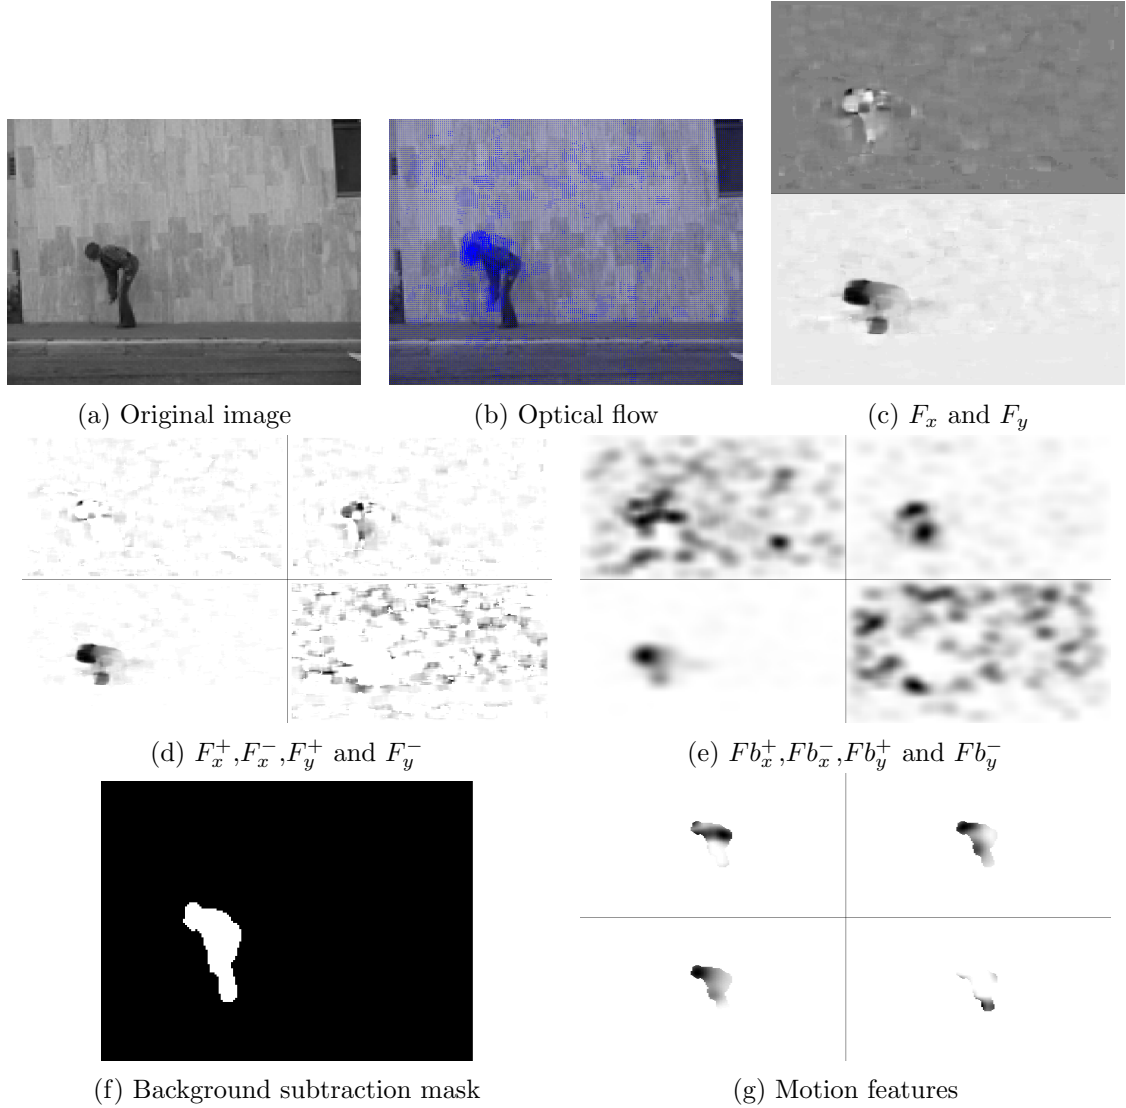 (a) Original image
(b) Optical flow
(c) $F_x$ and $F_y$
(d) $F_x^+$,$F_x^-$,$F_y^+$ and $F_y^-$
(e) $Fb_x^+$,$Fb_x^-$,$Fb_y^+$ and $Fb_y^-$
(f) Background subtraction mask
(g) Motion features